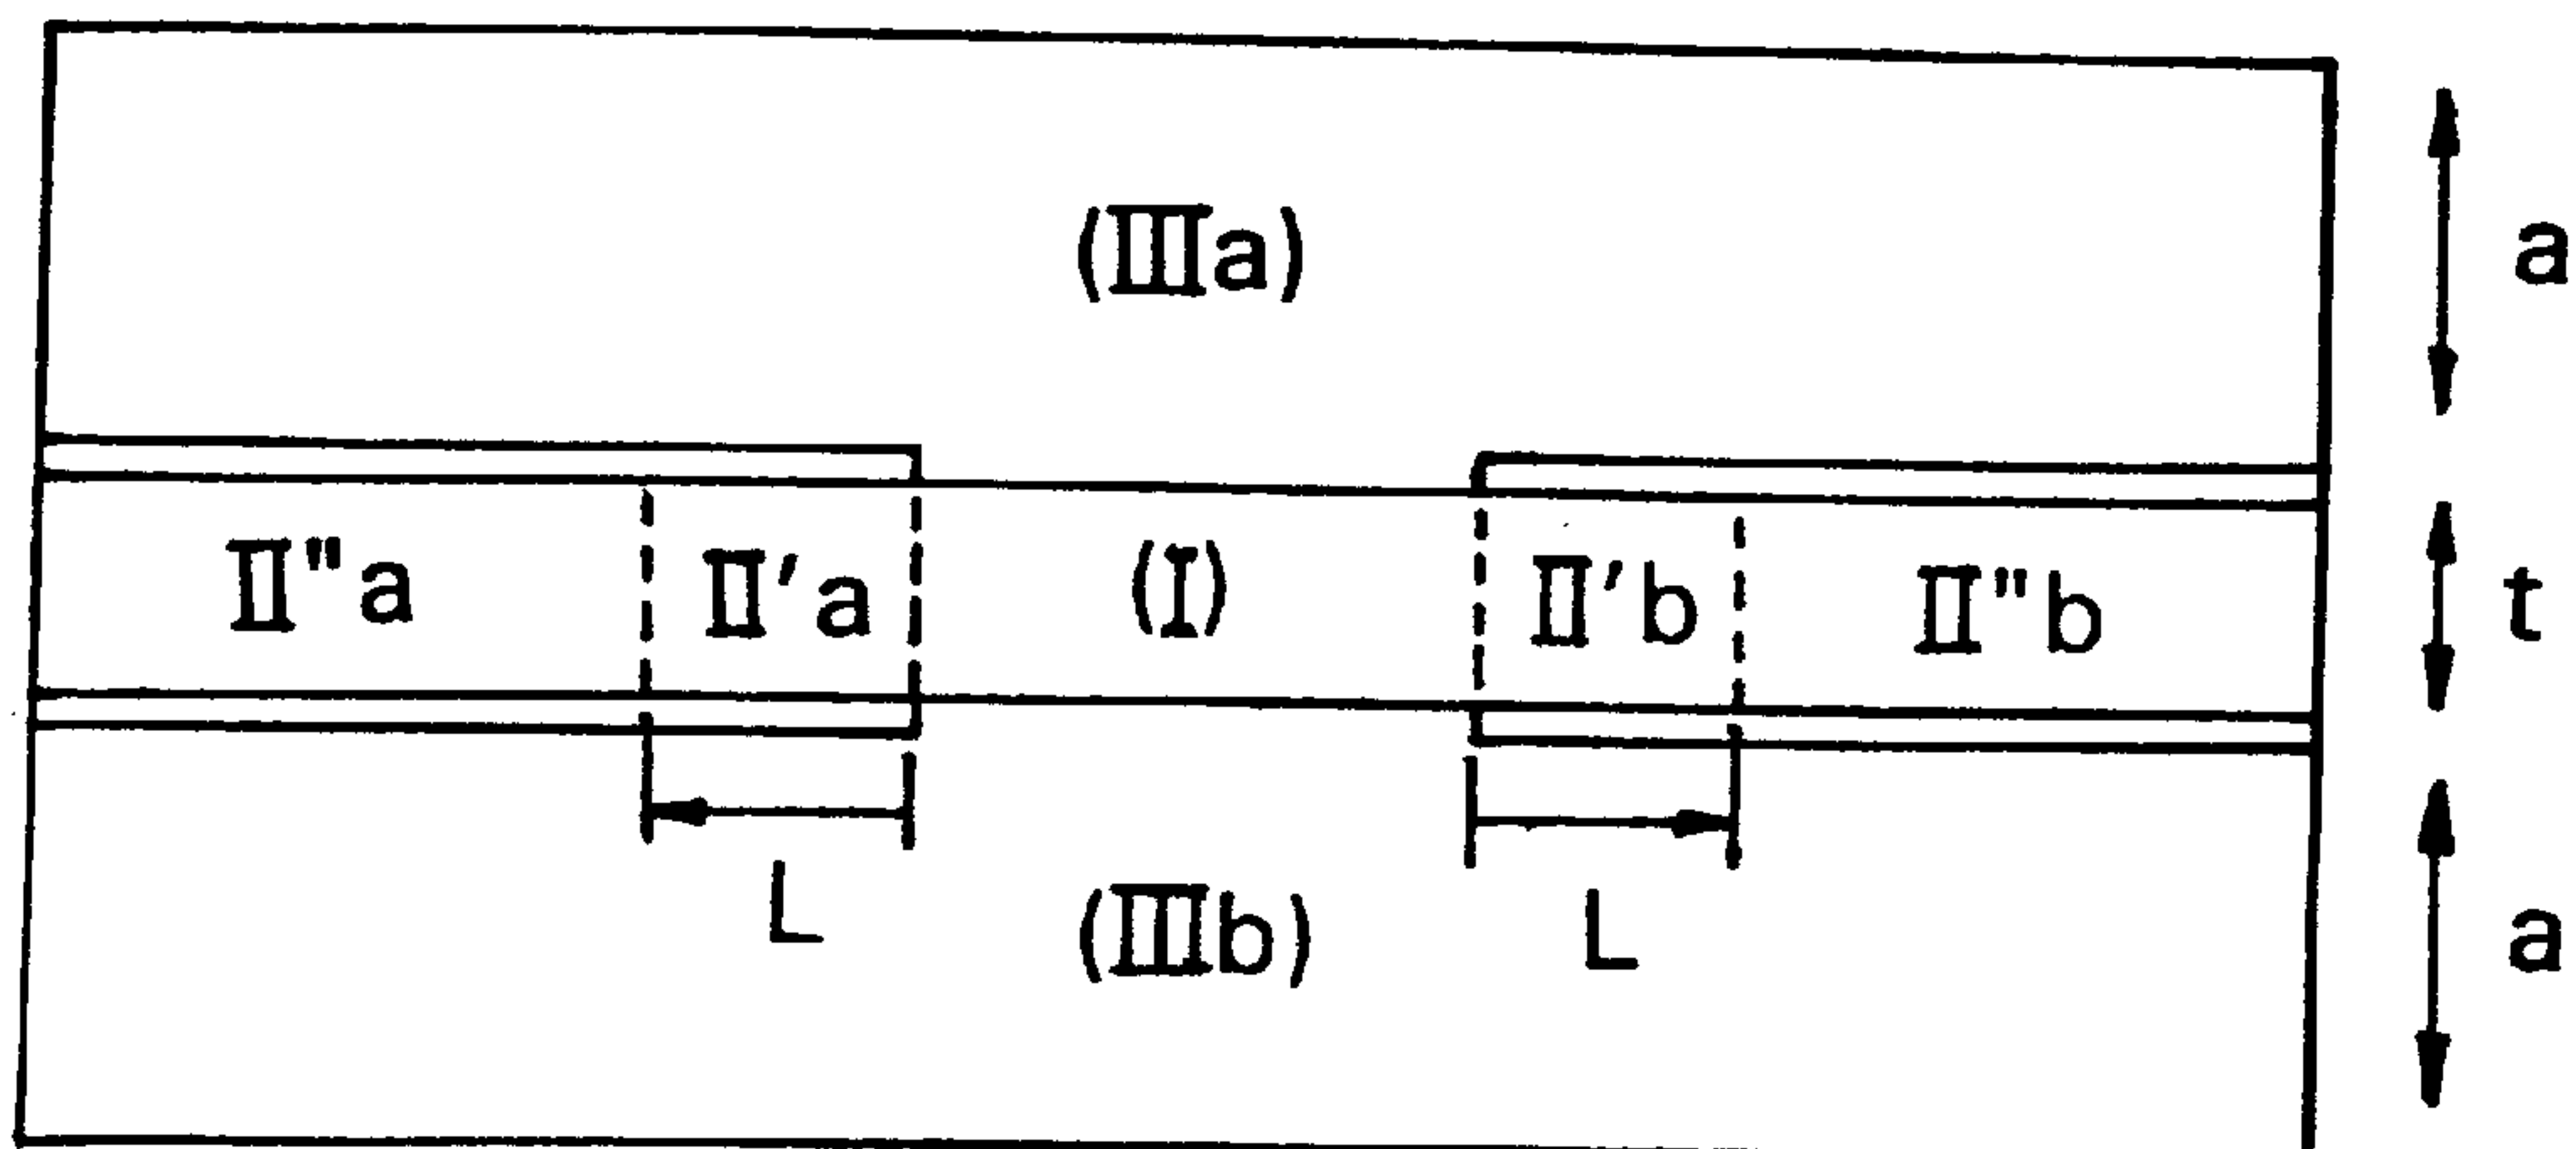 (Ⅲa)
a
Ⅱ"a Ⅱ'a (I) Ⅱ'b Ⅱ"b
t
L (Ⅲb) L
a